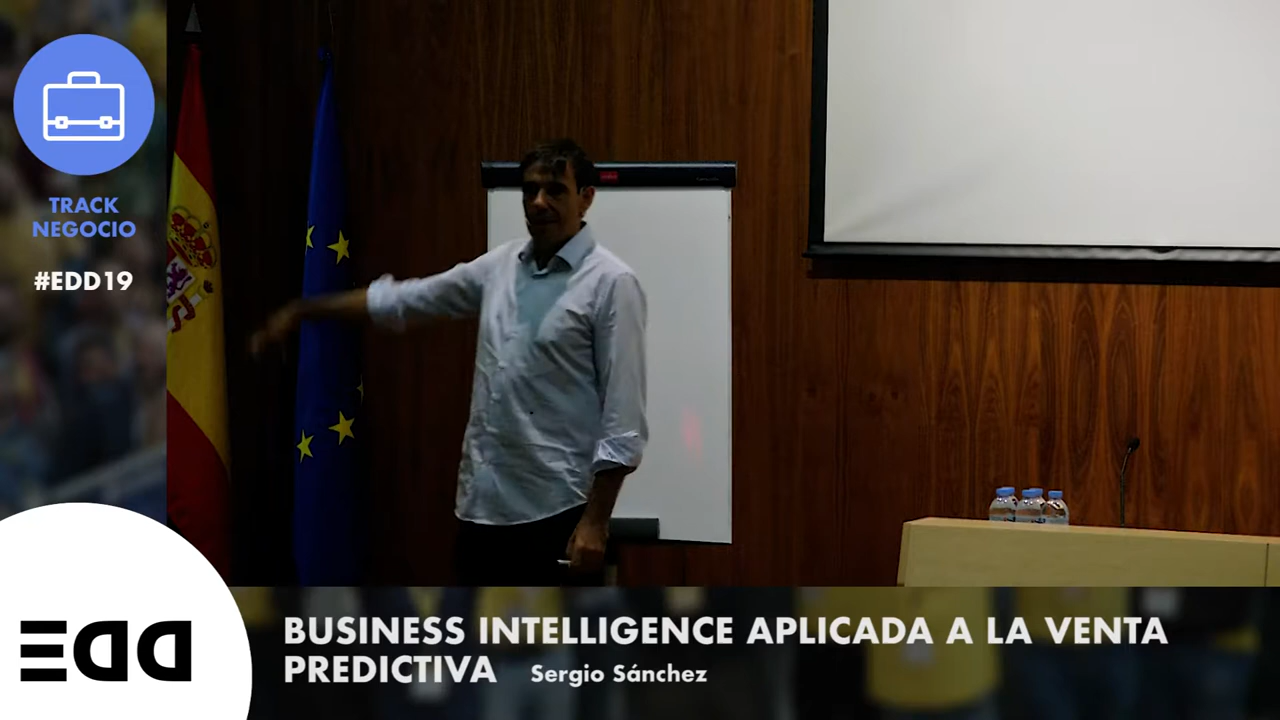 TRACK
NEGOCIO
#EDD19
EDD
BUSINESS INTELLIGENCE APLICADA A LA VENTA
PREDICTIVA Sergio Sánchez